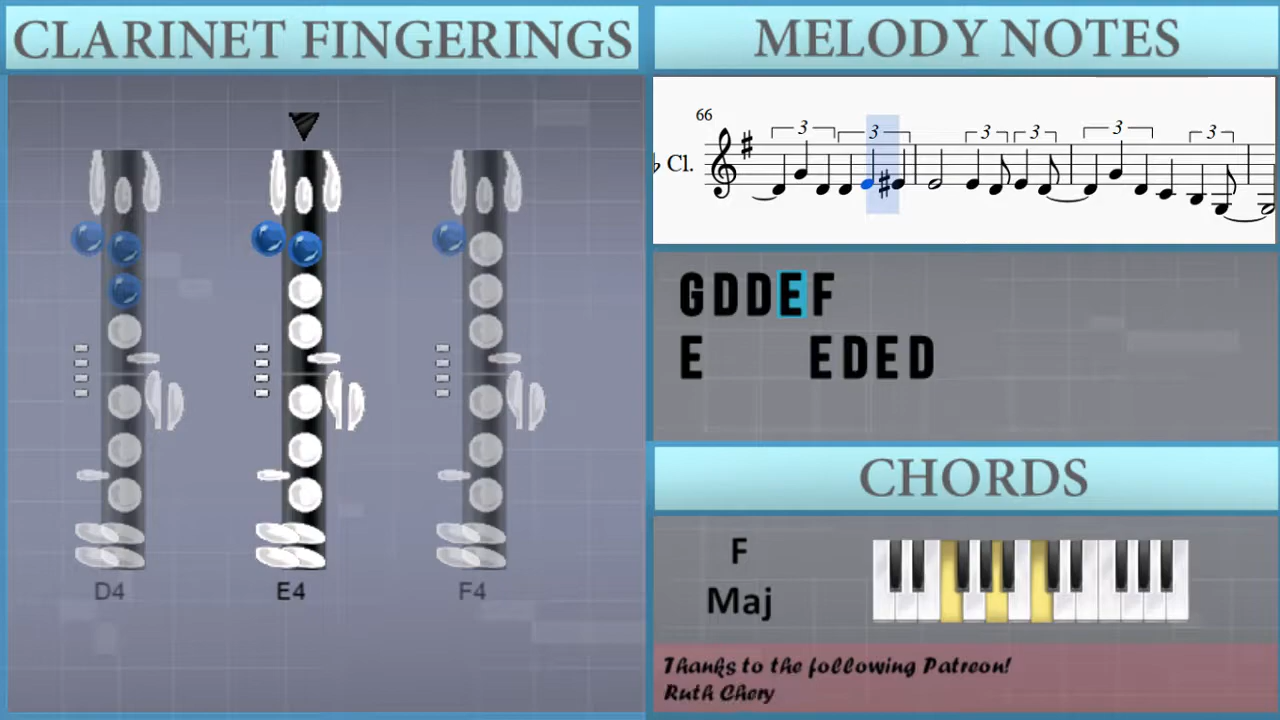 CLARINET FINGERINGS
D4 E4 F4
MELODY NOTES
66
3 3 3 3 3 3
♭ Cl.
GDDEF
E EDED
CHORDS
F
Maj
Thanks to the following Patreon!
Ruth Chery